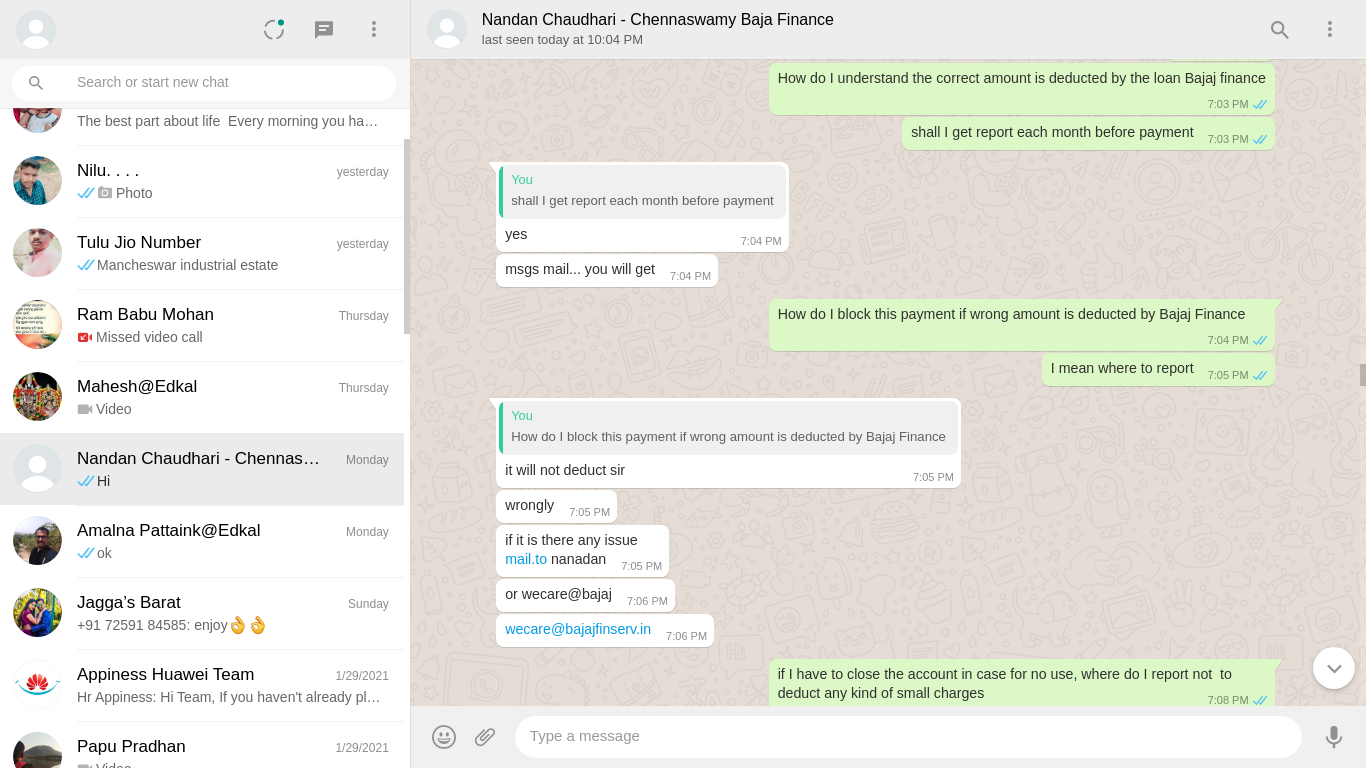 Search or start new chat
The best part about life  Every morning you ha…
Nilu. . . .
yesterday
Photo
Tulu Jio Number
yesterday
Mancheswar industrial estate
Ram Babu Mohan
Thursday
Missed video call
Mahesh@Edkal
Thursday
Video
Nandan Chaudhari - Chennas…
Monday
Hi
Amalna Pattaink@Edkal
Monday
ok
Jagga’s Barat
Sunday
+91 72591 84585: enjoy👌👌
Appiness Huawei Team
1/29/2021
Hr Appiness: Hi Team, If you haven't already pl…
Papu Pradhan
1/29/2021
Video
Nandan Chaudhari - Chennaswamy Baja Finance
last seen today at 10:04 PM
How do I understand the correct amount is deducted by the loan Bajaj finance
7:03 PM
shall I get report each month before payment
7:03 PM
You
shall I get report each month before payment
yes
7:04 PM
msgs mail... you will get
7:04 PM
How do I block this payment if wrong amount is deducted by Bajaj Finance
7:04 PM
I mean where to report
7:05 PM
You
How do I block this payment if wrong amount is deducted by Bajaj Finance
it will not deduct sir
7:05 PM
wrongly
7:05 PM
if it is there any issue
mail.to nanadan
7:05 PM
or wecare@bajaj
7:06 PM
wecare@bajajfinserv.in
7:06 PM
if I have to close the account in case for no use, where do I report not  to
deduct any kind of small charges
7:08 PM
Type a message